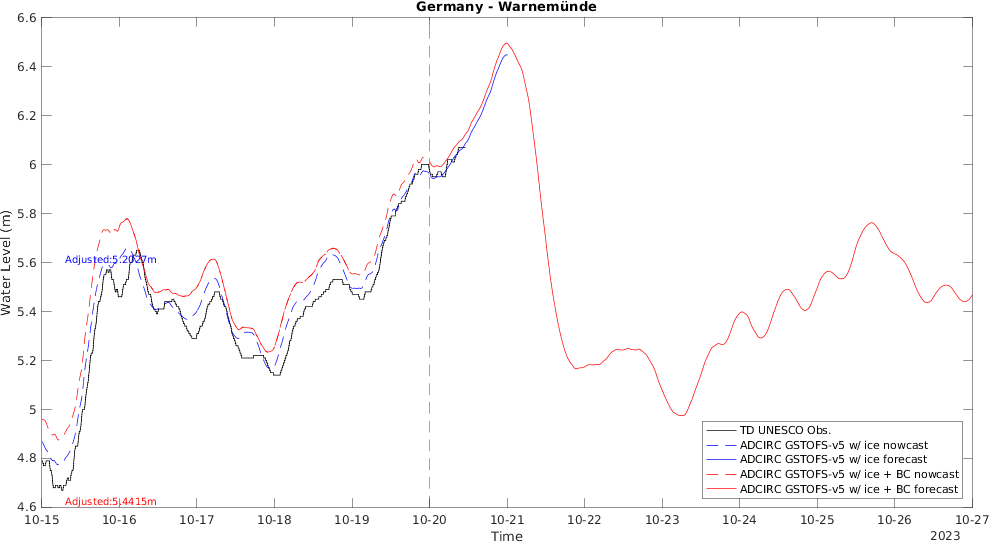 Germany - Warnemünde
Water Level (m)
6.6
6.4
6.2
6
5.8
5.6
5.4
5.2
5
4.8
4.6
Adjusted:5.2027m
Adjusted:5.4415m
TD UNESCO Obs.
ADCIRC GSTOFS-v5 w/ ice nowcast
ADCIRC GSTOFS-v5 w/ ice forecast
ADCIRC GSTOFS-v5 w/ ice + BC nowcast
ADCIRC GSTOFS-v5 w/ ice + BC forecast
10-15 10-16 10-17 10-18 10-19 10-20 10-21 10-22 10-23 10-24 10-25 10-26 10-27
Time
2023